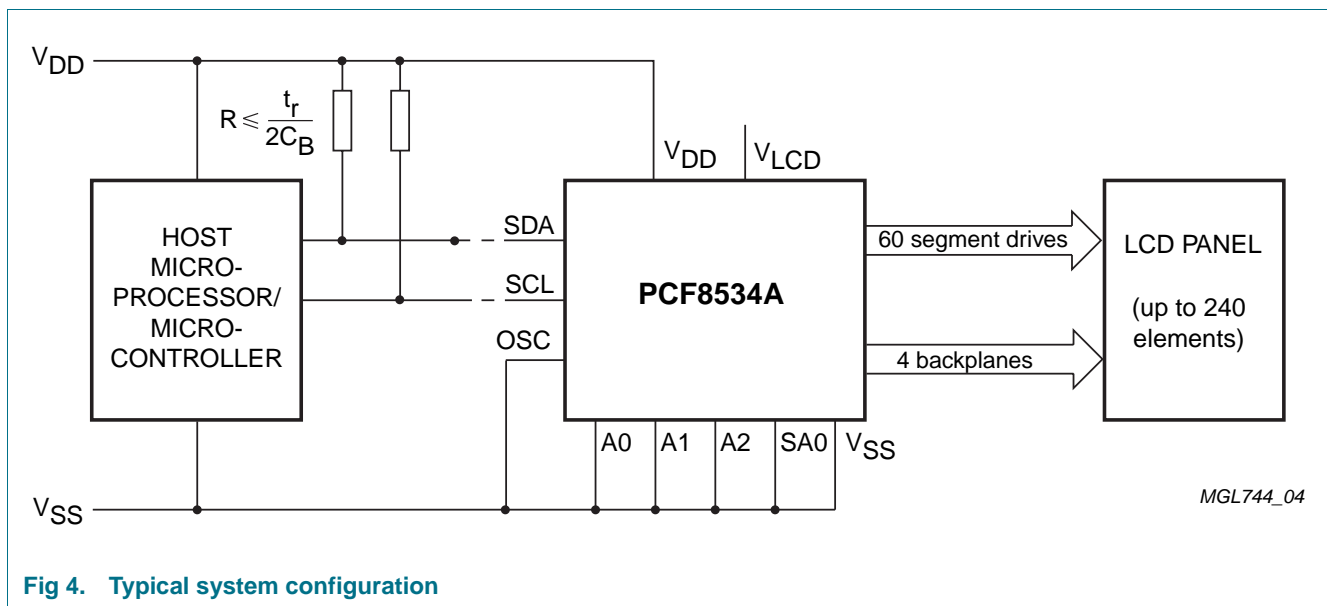 VDD
R ≤ tr
2CB
VDD
VLCD
HOST
MICRO-
PROCESSOR/
MICRO-
CONTROLLER
SDA
SCL
OSC
PCF8534A
60 segment drives
4 backplanes
LCD PANEL
(up to 240
elements)
A0
A1
A2
SA0
VSS
VSS
MGL744_04
Fig 4. Typical system configuration